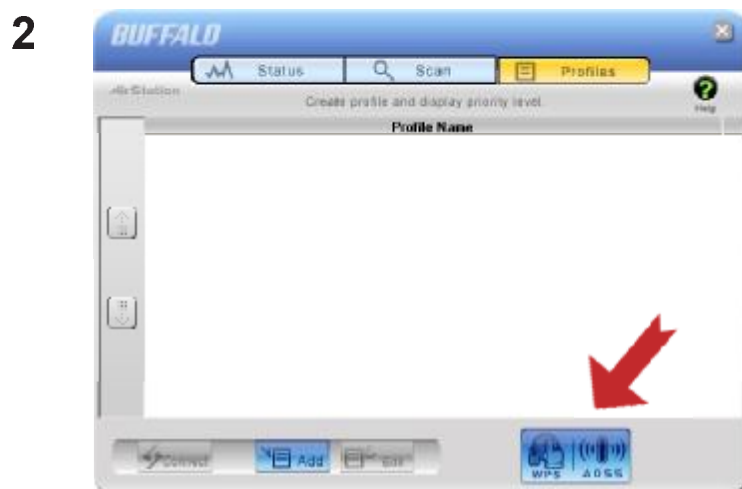 2
BUFFALO
Status Scan Profiles
AirStation
Create profile and display priority level.
Help
Profile Name
Connect Add Edit
WPS AOSS